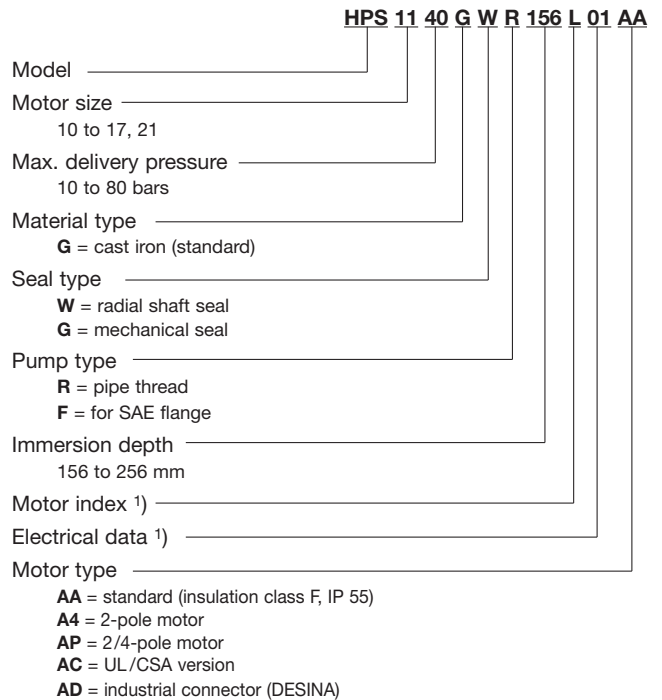 HPS 11 40 G W R 156 L 01 AA
Model
Motor size
10 to 17, 21
Max. delivery pressure
10 to 80 bars
Material type
G = cast iron (standard)
Seal type
W = radial shaft seal
G = mechanical seal
Pump type
R = pipe thread
F = for SAE flange
Immersion depth
156 to 256 mm
Motor index 1)
Electrical data 1)
Motor type
AA = standard (insulation class F, IP 55)
A4 = 2-pole motor
AP = 2/4-pole motor
AC = UL/CSA version
AD = industrial connector (DESINA)